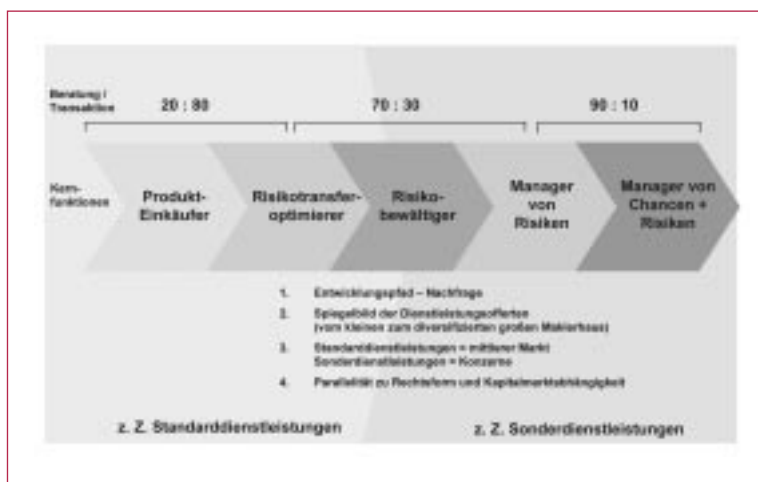 Beratung /
Transaktion
20 : 80
70 : 30
90 : 10
Kern-
funktionen
Produkt-
Einkäufer
Risikotransfer-
optimierer
Risiko-
bewältiger
Manager
von
Risiken
Manager von
Chancen +
Risiken
1. Entwicklungspfad – Nachfrage
2. Spiegelbild der Dienstleistungsofferten
(vom kleinen zum diversifizierten großen Maklerhaus)
3. Standarddienstleistungen = mittlerer Markt
Sonderdienstleistungen = Konzerne
4. Parallelität zu Rechtsform und Kapitalmarktabhängigkeit
z. Z. Standarddienstleistungen
z. Z. Sonderdienstleistungen